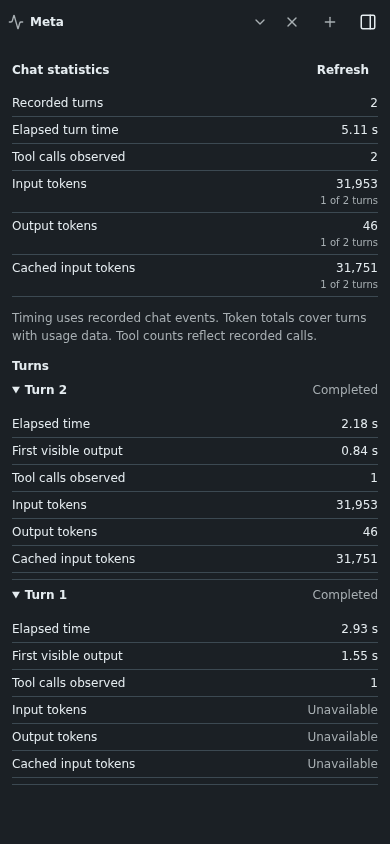 Meta
Chat statistics Refresh
Recorded turns 2
Elapsed turn time 5.11 s
Tool calls observed 2
Input tokens 31,953
1 of 2 turns
Output tokens 46
1 of 2 turns
Cached input tokens 31,751
1 of 2 turns
Timing uses recorded chat events. Token totals cover turns
with usage data. Tool counts reflect recorded calls.
Turns
Turn 2 Completed
Elapsed time 2.18 s
First visible output 0.84 s
Tool calls observed 1
Input tokens 31,953
Output tokens 46
Cached input tokens 31,751
Turn 1 Completed
Elapsed time 2.93 s
First visible output 1.55 s
Tool calls observed 1
Input tokens Unavailable
Output tokens Unavailable
Cached input tokens Unavailable